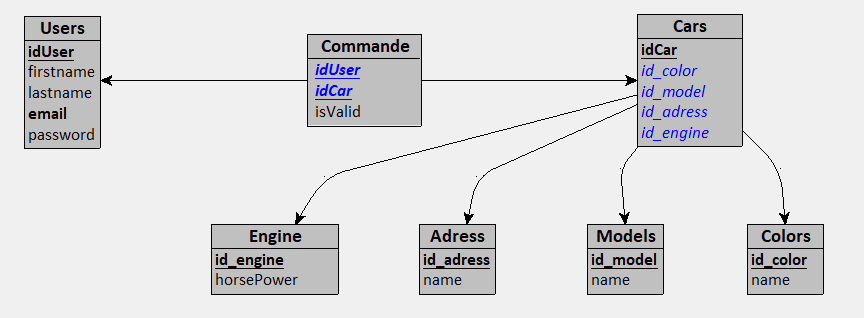 Users
idUser
firstname
lastname
email
password
Commande
idUser
idCar
isValid
Cars
idCar
id_color
id_model
id_adress
id_engine
Engine
id_engine
horsePower
Adress
id_adress
name
Models
id_model
name
Colors
id_color
name